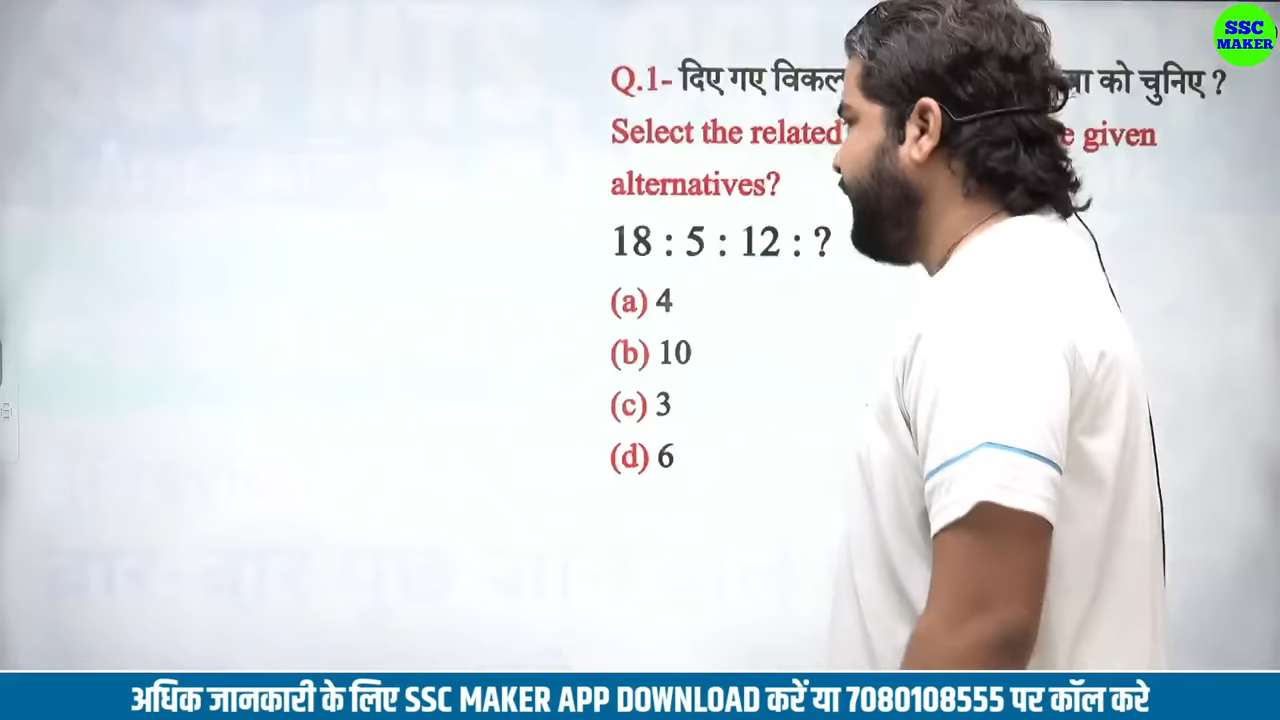 SSC
MAKER
Q.1- दिए गए विकल को चुनिए ?
Select the related given
alternatives?
18 : 5 : 12 : ?
(a) 4
(b) 10
(c) 3
(d) 6
अधिक जानकारी के लिए SSC MAKER APP DOWNLOAD करें या 7080108555 पर कॉल करे